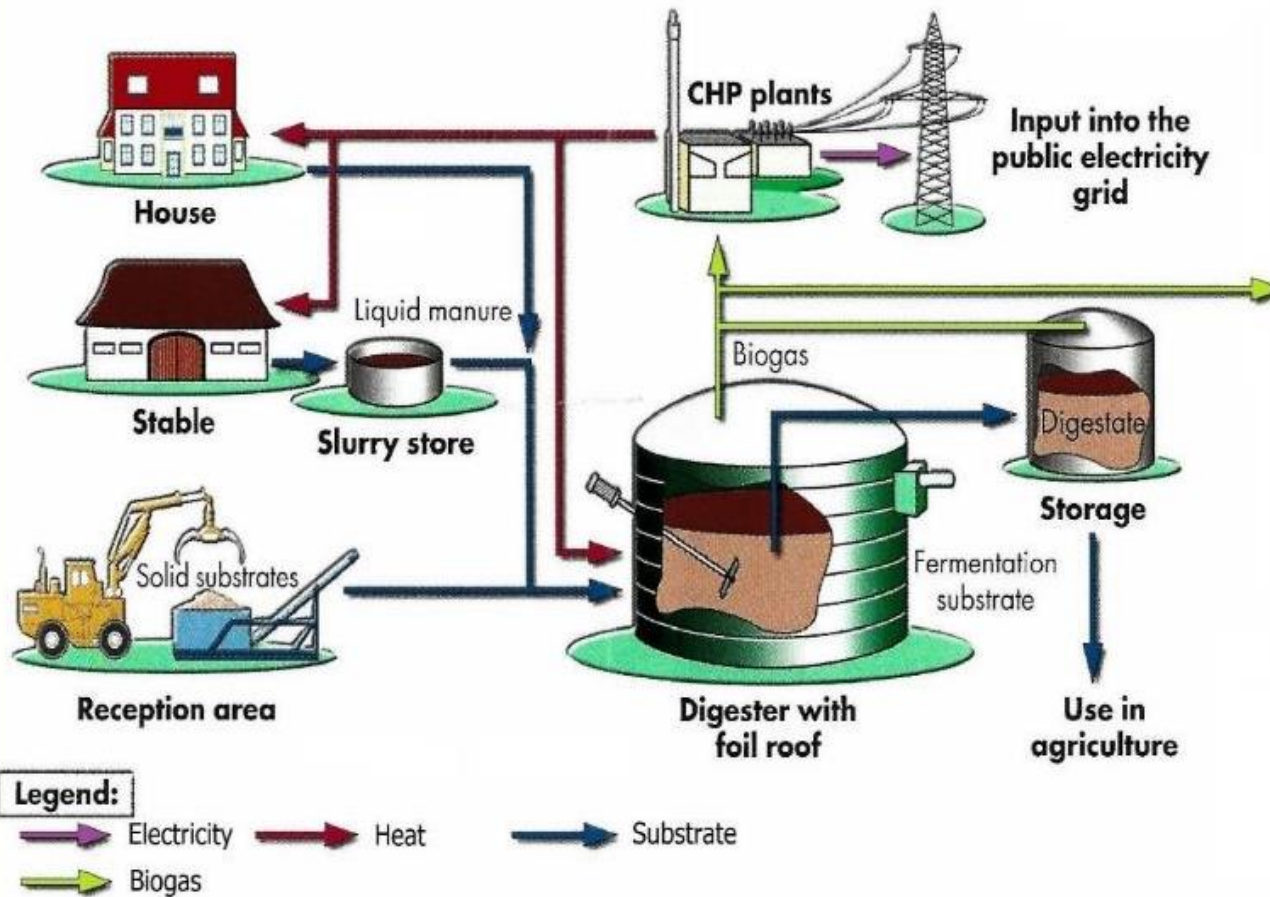 CHP plants
Input into the
public electricity
grid
House
Liquid manure
Biogas
Stable
Slurry store
Digestate
Storage
Solid substrates
Fermentation
substrate
Reception area
Digester with
foil roof
Use in
agriculture
Legend:
Electricity
Heat
Substrate
Biogas